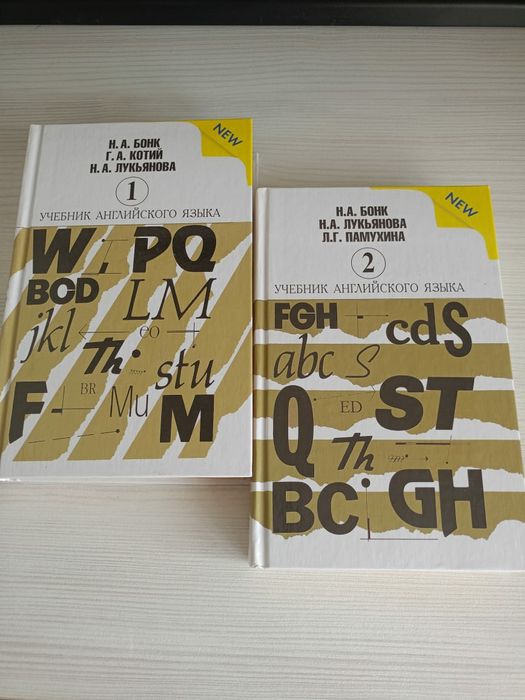 NEW
Н. А. БОНК
Г. А. КОТИЙ
Н. А. ЛУКЬЯНОВА
1
УЧЕБНИК АНГЛИЙСКОГО ЯЗЫКА
W I PQ
BCD
LM
jkl
EO
Th
stu
BR
F
Mu
M
NEW
Н.А. БОНК
Н.А. ЛУКЬЯНОВА
Л.Г. ПАМУХИНА
2
УЧЕБНИК АНГЛИЙСКОГО ЯЗЫКА
FGH
cdS
abc
S
ED
ST
Q
Th
BC
GH